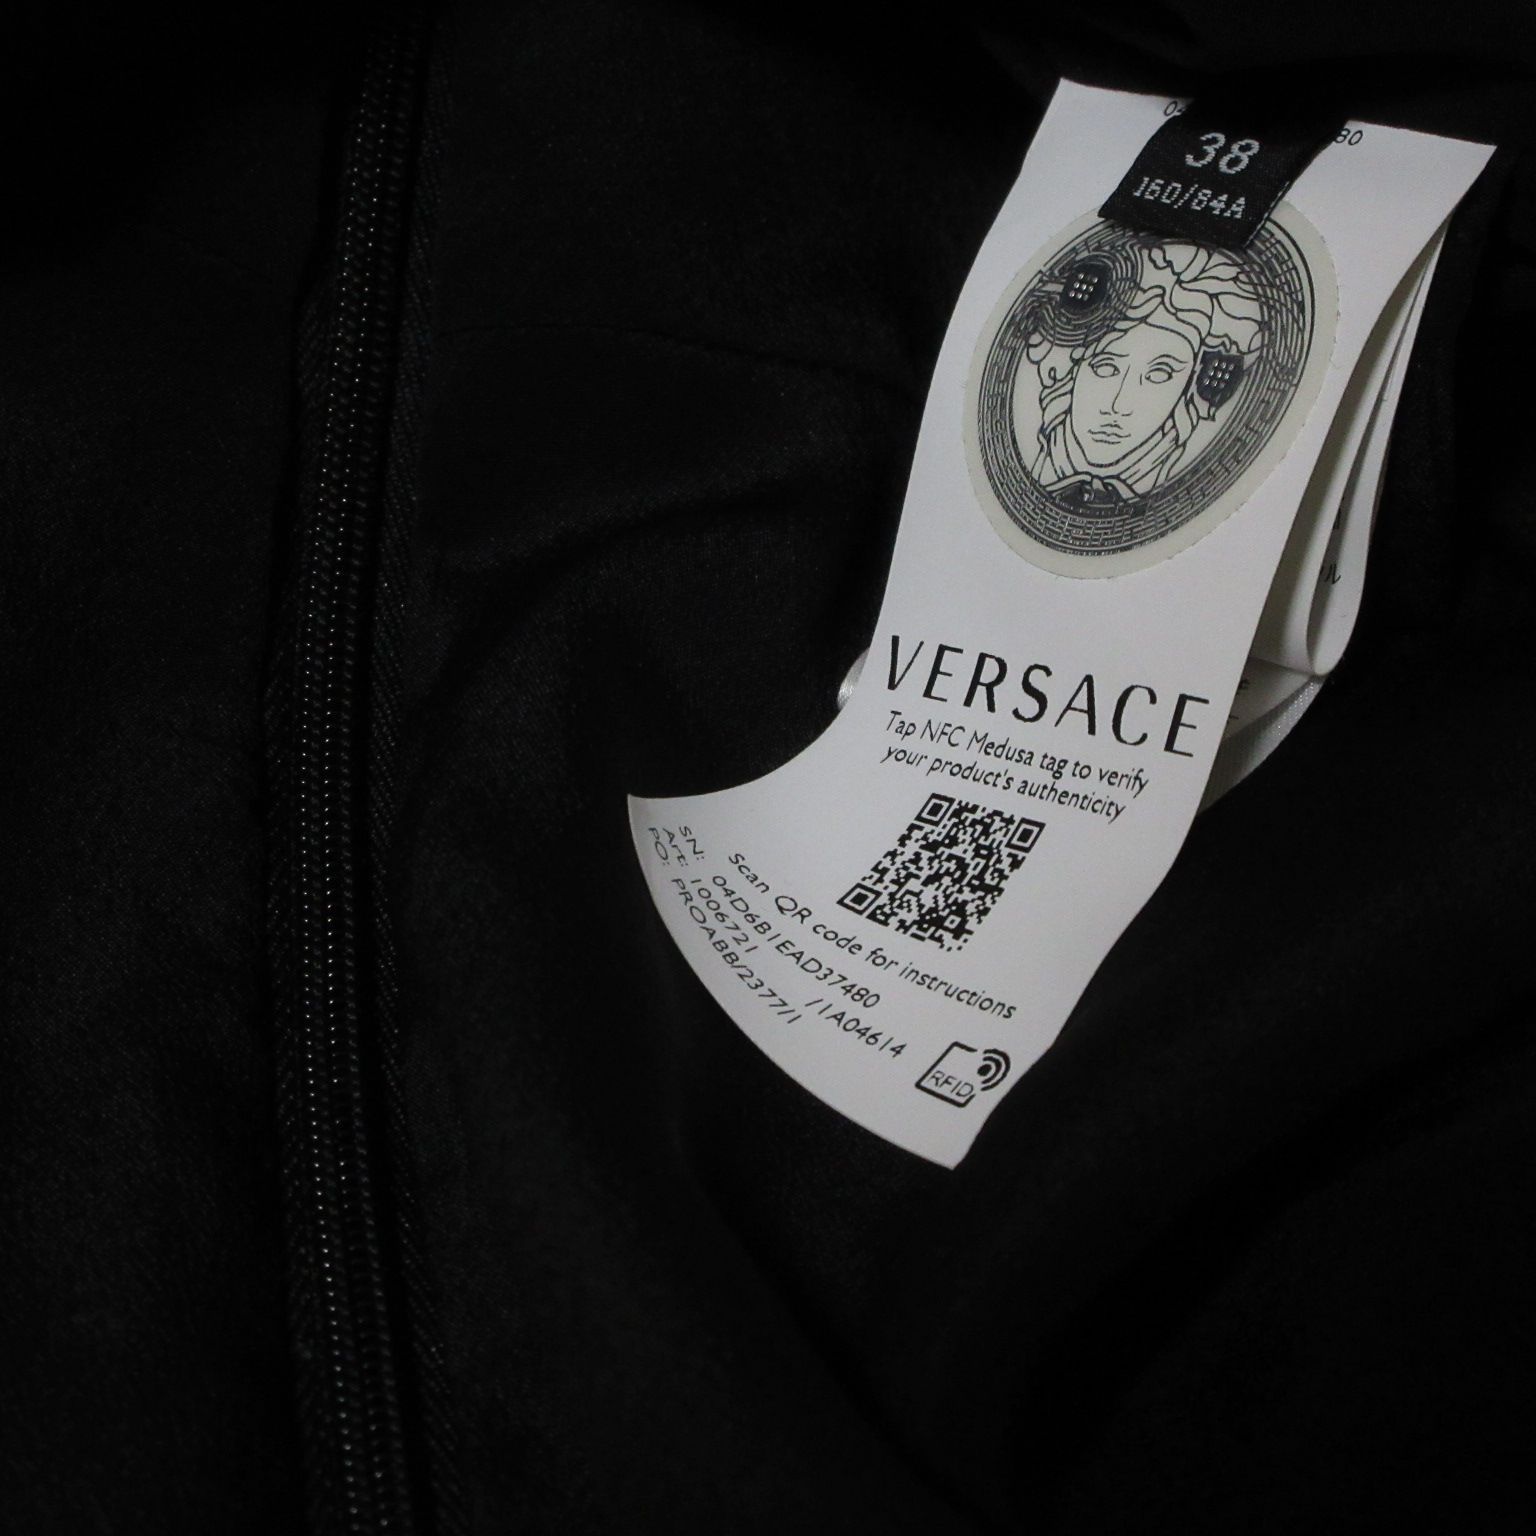 38
160/84A
VERSACE
Tap NFC Medusa tag to verify
your product's authenticity
Scan QR code for instructions
SN: 04D6B1EAD37480
Art: 1006721 /1A04614
PO: PROABB/2377/1
RFID